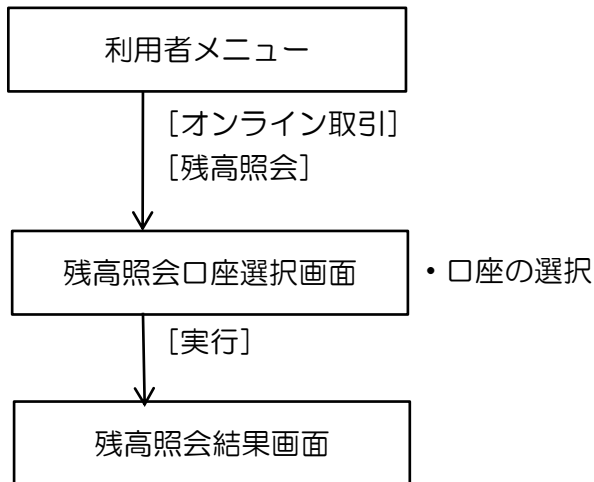 利用者メニュー
[オンライン取引]
[残高照会]
残高照会口座選択画面
・口座の選択
[実行]
残高照会結果画面